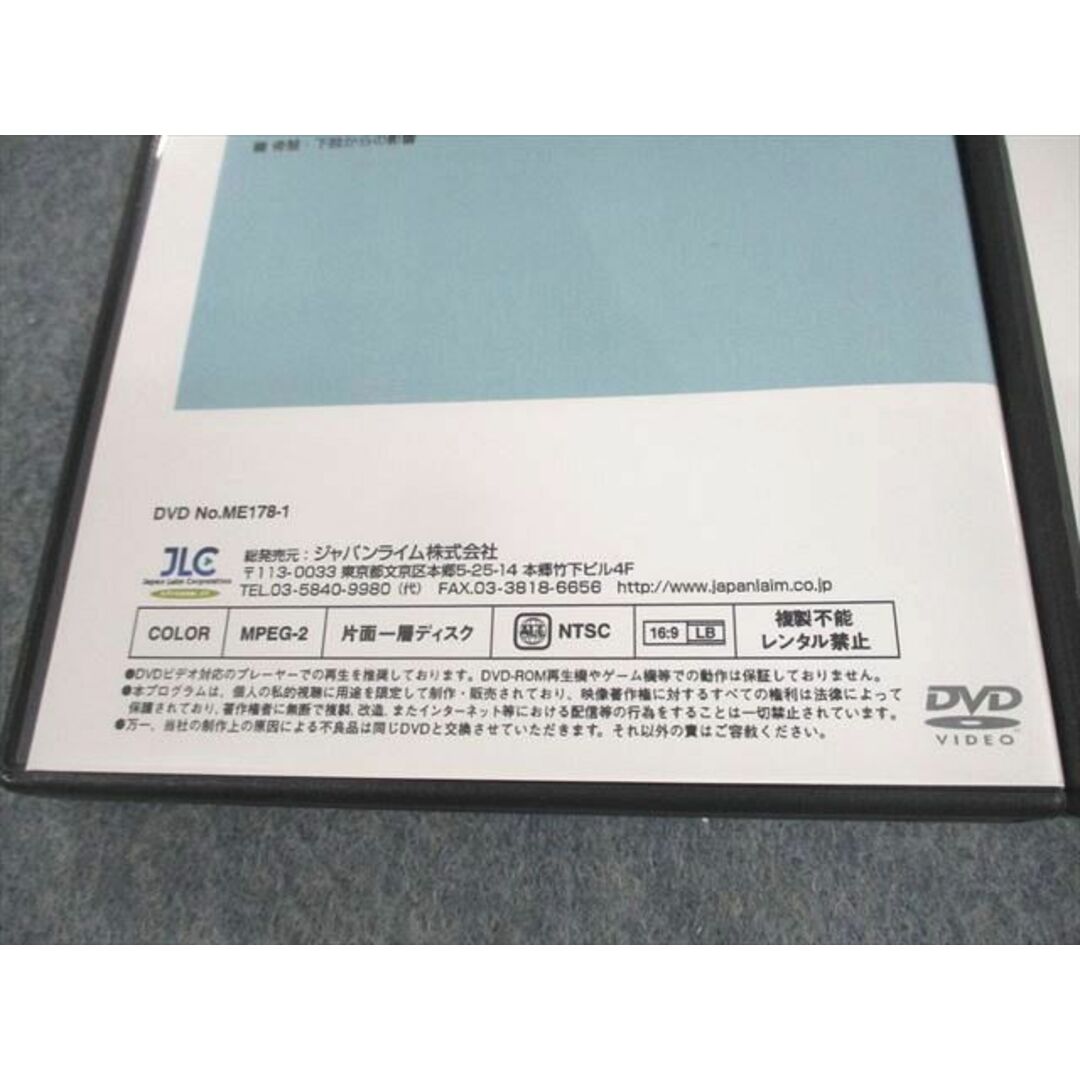 ■ 骨盤・下肢からの影響
DVD No.ME178-1
JLC
総発売元：ジャパンライム株式会社
Japan Laim Corporation
〒113-0033 東京都文京区本郷5-25-14 本郷竹下ビル4F
TEL.03-5840-9980（代） FAX.03-3818-6656 http://www.japanlaim.co.jp
COLOR MPEG-2 片面一層ディスク ALL NTSC 16:9 LB 複製不能
レンタル禁止
●DVDビデオ対応のプレーヤーでの再生を推奨しております。DVD-ROM再生機やゲーム機等での動作は保証しておりません。
●本プログラムは、個人の私的視聴に用途を限定して制作・販売されており、映像著作権に対するすべての権利は法律によって
保護されており、著作権者に無断で複製、改造、またインターネット等における配信等の行為をすることは一切禁止されています。
●万一、当社の制作上の原因による不良品は同じDVDと交換させていただきます。それ以外の責はご容赦ください。
DVD
VIDEO™